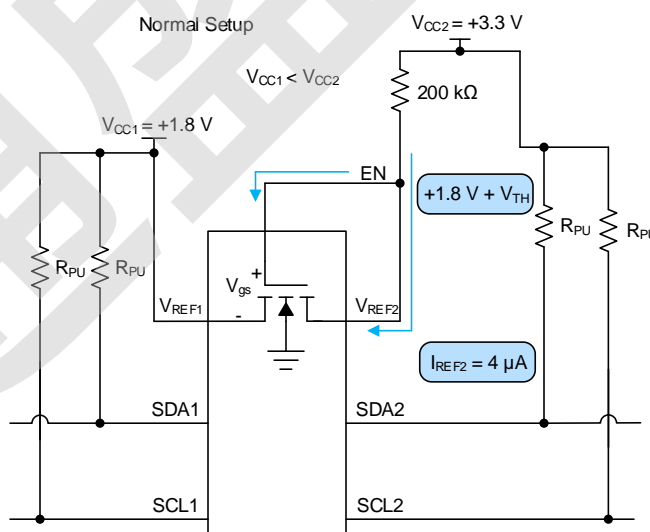 Normal Setup
V_CC2 = +3.3 V
V_CC1 < V_CC2
200 kΩ
V_CC1 = +1.8 V
EN
+1.8 V + V_TH
R_PU
R_PU
R_PU
R_PU
V_gs
+
-
V_REF1
V_REF2
I_REF2 = 4 µA
SDA1
SDA2
SCL1
SCL2